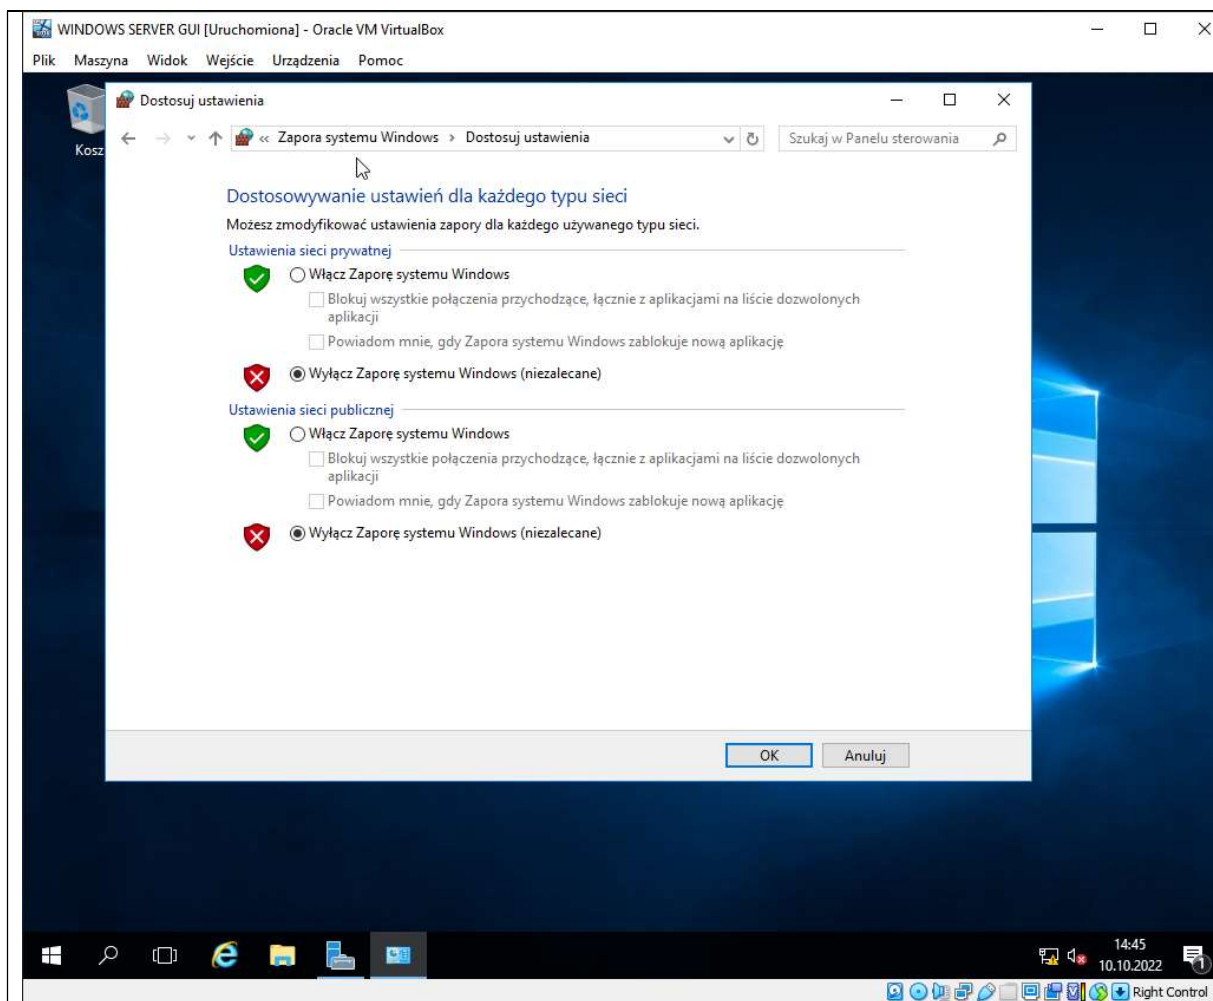 WINDOWS SERVER GUI [Uruchomiona] - Oracle VM VirtualBox
Plik Maszyna Widok Wejście Urządzenia Pomoc
Kosz
Dostosuj ustawienia
« Zapora systemu Windows > Dostosuj ustawienia
Szukaj w Panelu sterowania
Dostosowywanie ustawień dla każdego typu sieci
Możesz zmodyfikować ustawienia zapory dla każdego używanego typu sieci.
Ustawienia sieci prywatnej
Włącz Zaporę systemu Windows
Blokuj wszystkie połączenia przychodzące, łącznie z aplikacjami na liście dozwolonych
aplikacji
Powiadom mnie, gdy Zapora systemu Windows zablokuje nową aplikację
Wyłącz Zaporę systemu Windows (niezalecane)
Ustawienia sieci publicznej
Włącz Zaporę systemu Windows
Blokuj wszystkie połączenia przychodzące, łącznie z aplikacjami na liście dozwolonych
aplikacji
Powiadom mnie, gdy Zapora systemu Windows zablokuje nową aplikację
Wyłącz Zaporę systemu Windows (niezalecane)
OK Anuluj
14:45
10.10.2022
1
Right Control